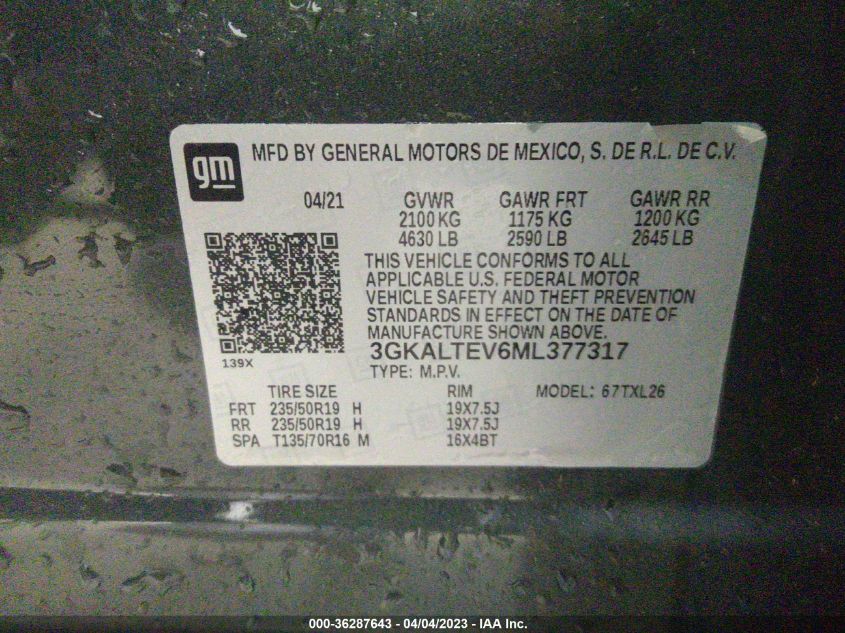 gm
MFD BY GENERAL MOTORS DE MEXICO, S. DE R.L. DE C.V.
04/21 GVWR GAWR FRT GAWR RR
2100 KG 1175 KG 1200 KG
4630 LB 2590 LB 2645 LB
THIS VEHICLE CONFORMS TO ALL
APPLICABLE U.S. FEDERAL MOTOR
VEHICLE SAFETY AND THEFT PREVENTION
STANDARDS IN EFFECT ON THE DATE OF
MANUFACTURE SHOWN ABOVE.
3GKALTEV6ML377317
139X
TYPE: M.P.V.
TIRE SIZE RIM MODEL: 67TXL26
FRT 235/50R19 H 19X7.5J
RR 235/50R19 H 19X7.5J
SPA T135/70R16 M 16X4BT
000-36287643 - 04/04/2023 - IAA Inc.